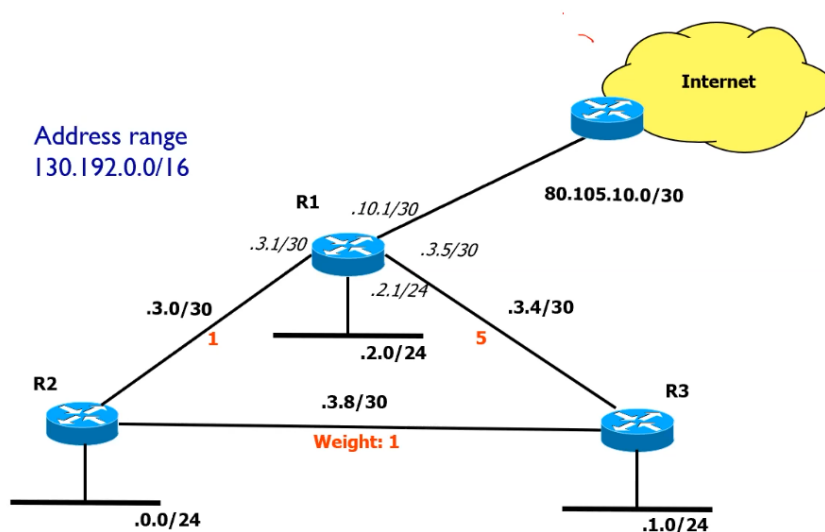 Internet
Address range
130.192.0.0/16
80.105.10.0/30
R1
.10.1/30
.3.1/30
.3.5/30
.2.1/24
.3.0/30
.3.4/30
1
5
.2.0/24
R2
.3.8/30
R3
Weight: 1
.0.0/24
.1.0/24